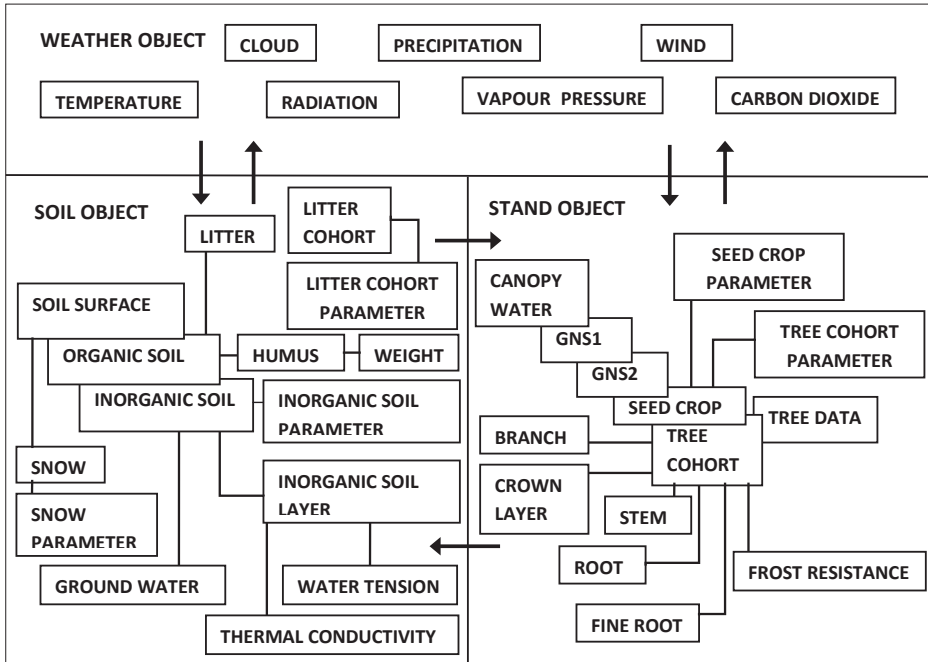 WEATHER OBJECT
CLOUD
PRECIPITATION
WIND
TEMPERATURE
RADIATION
VAPOUR PRESSURE
CARBON DIOXIDE
SOIL OBJECT
LITTER
LITTER
COHORT
LITTER COHORT
PARAMETER
SOIL SURFACE
ORGANIC SOIL
HUMUS
WEIGHT
INORGANIC SOIL
INORGANIC SOIL
PARAMETER
SNOW
SNOW
PARAMETER
INORGANIC SOIL
LAYER
GROUND WATER
WATER TENSION
THERMAL CONDUCTIVITY
STAND OBJECT
SEED CROP
PARAMETER
CANOPY
WATER
GNS1
GNS2
TREE COHORT
PARAMETER
SEED CROP
TREE DATA
TREE
COHORT
BRANCH
CROWN
LAYER
STEM
ROOT
FROST RESISTANCE
FINE ROOT